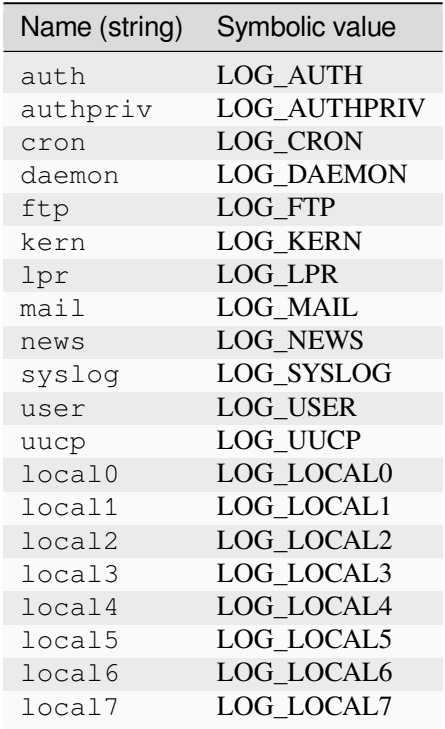 Name (string) Symbolic value
auth LOG_AUTH
authpriv LOG_AUTHPRIV
cron LOG_CRON
daemon LOG_DAEMON
ftp LOG_FTP
kern LOG_KERN
lpr LOG_LPR
mail LOG_MAIL
news LOG_NEWS
syslog LOG_SYSLOG
user LOG_USER
uucp LOG_UUCP
local0 LOG_LOCAL0
local1 LOG_LOCAL1
local2 LOG_LOCAL2
local3 LOG_LOCAL3
local4 LOG_LOCAL4
local5 LOG_LOCAL5
local6 LOG_LOCAL6
local7 LOG_LOCAL7